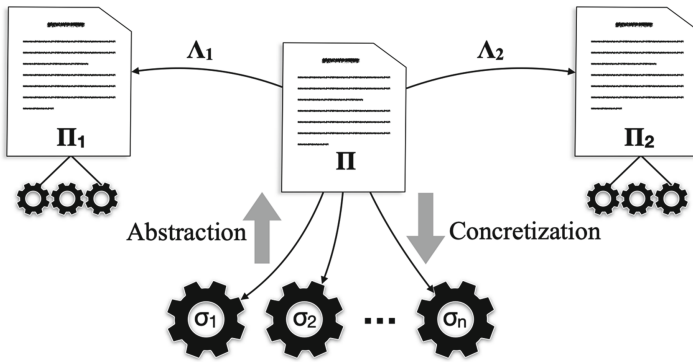 Λ1
Λ2
Π1
Π
Π2
Abstraction
Concretization
σ1
σ2
...
σn